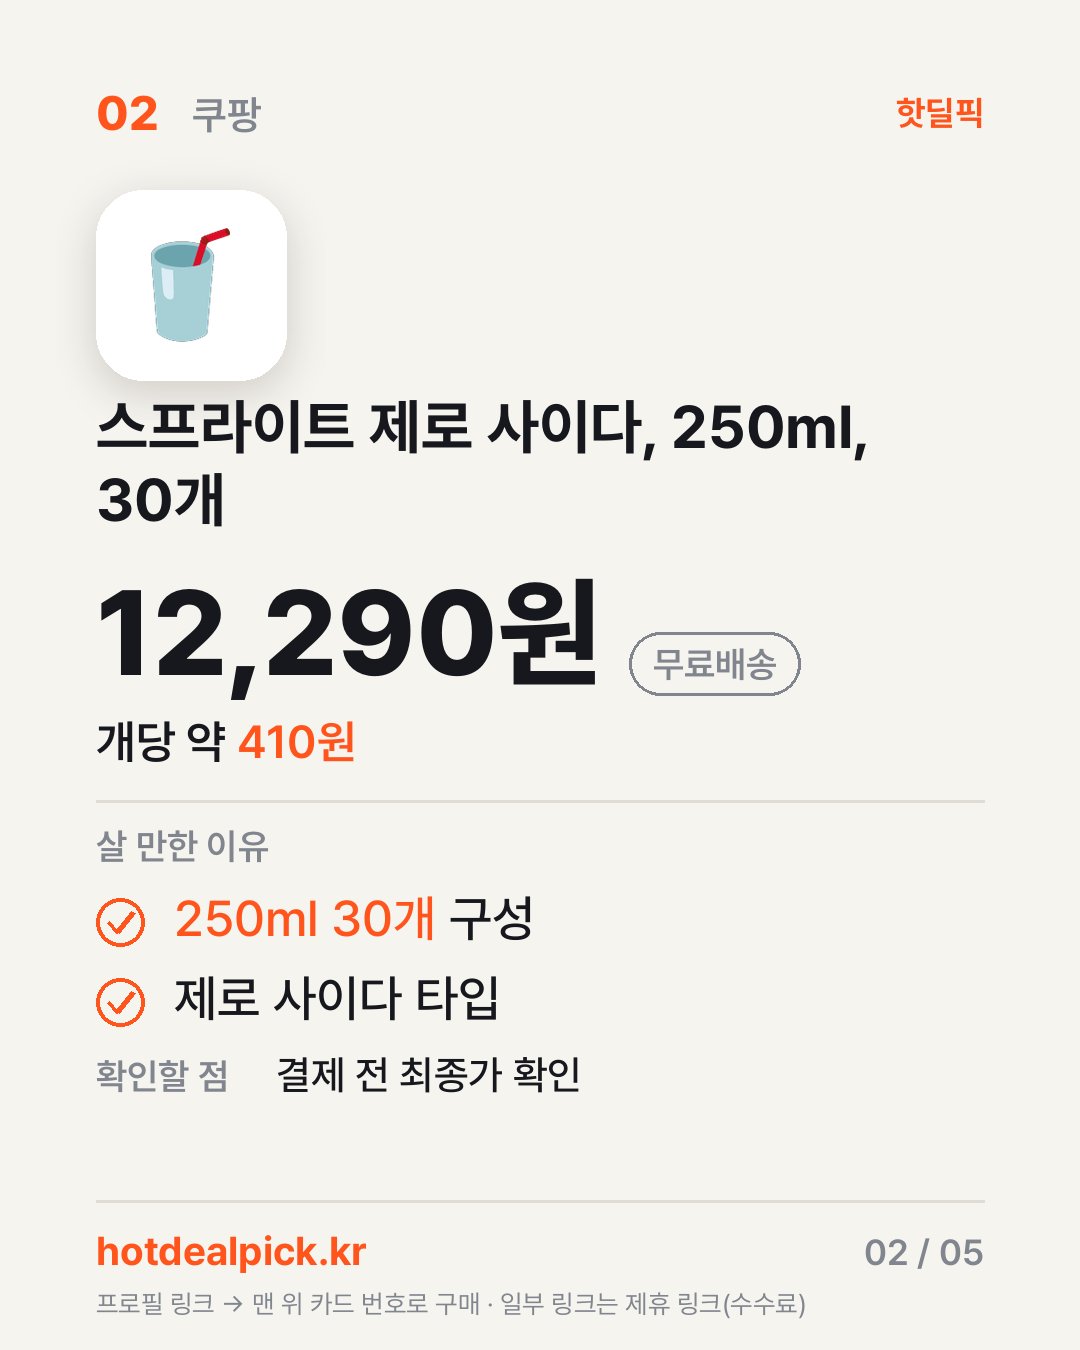 02 쿠팡
핫딜픽
스프라이트 제로 사이다, 250ml,
30개
12,290원 무료배송
개당 약 410원
살 만한 이유
250ml 30개 구성
제로 사이다 타입
확인할 점 결제 전 최종가 확인
hotdealpick.kr
02 / 05
프로필 링크 → 맨 위 카드 번호로 구매 · 일부 링크는 제휴 링크(수수료)